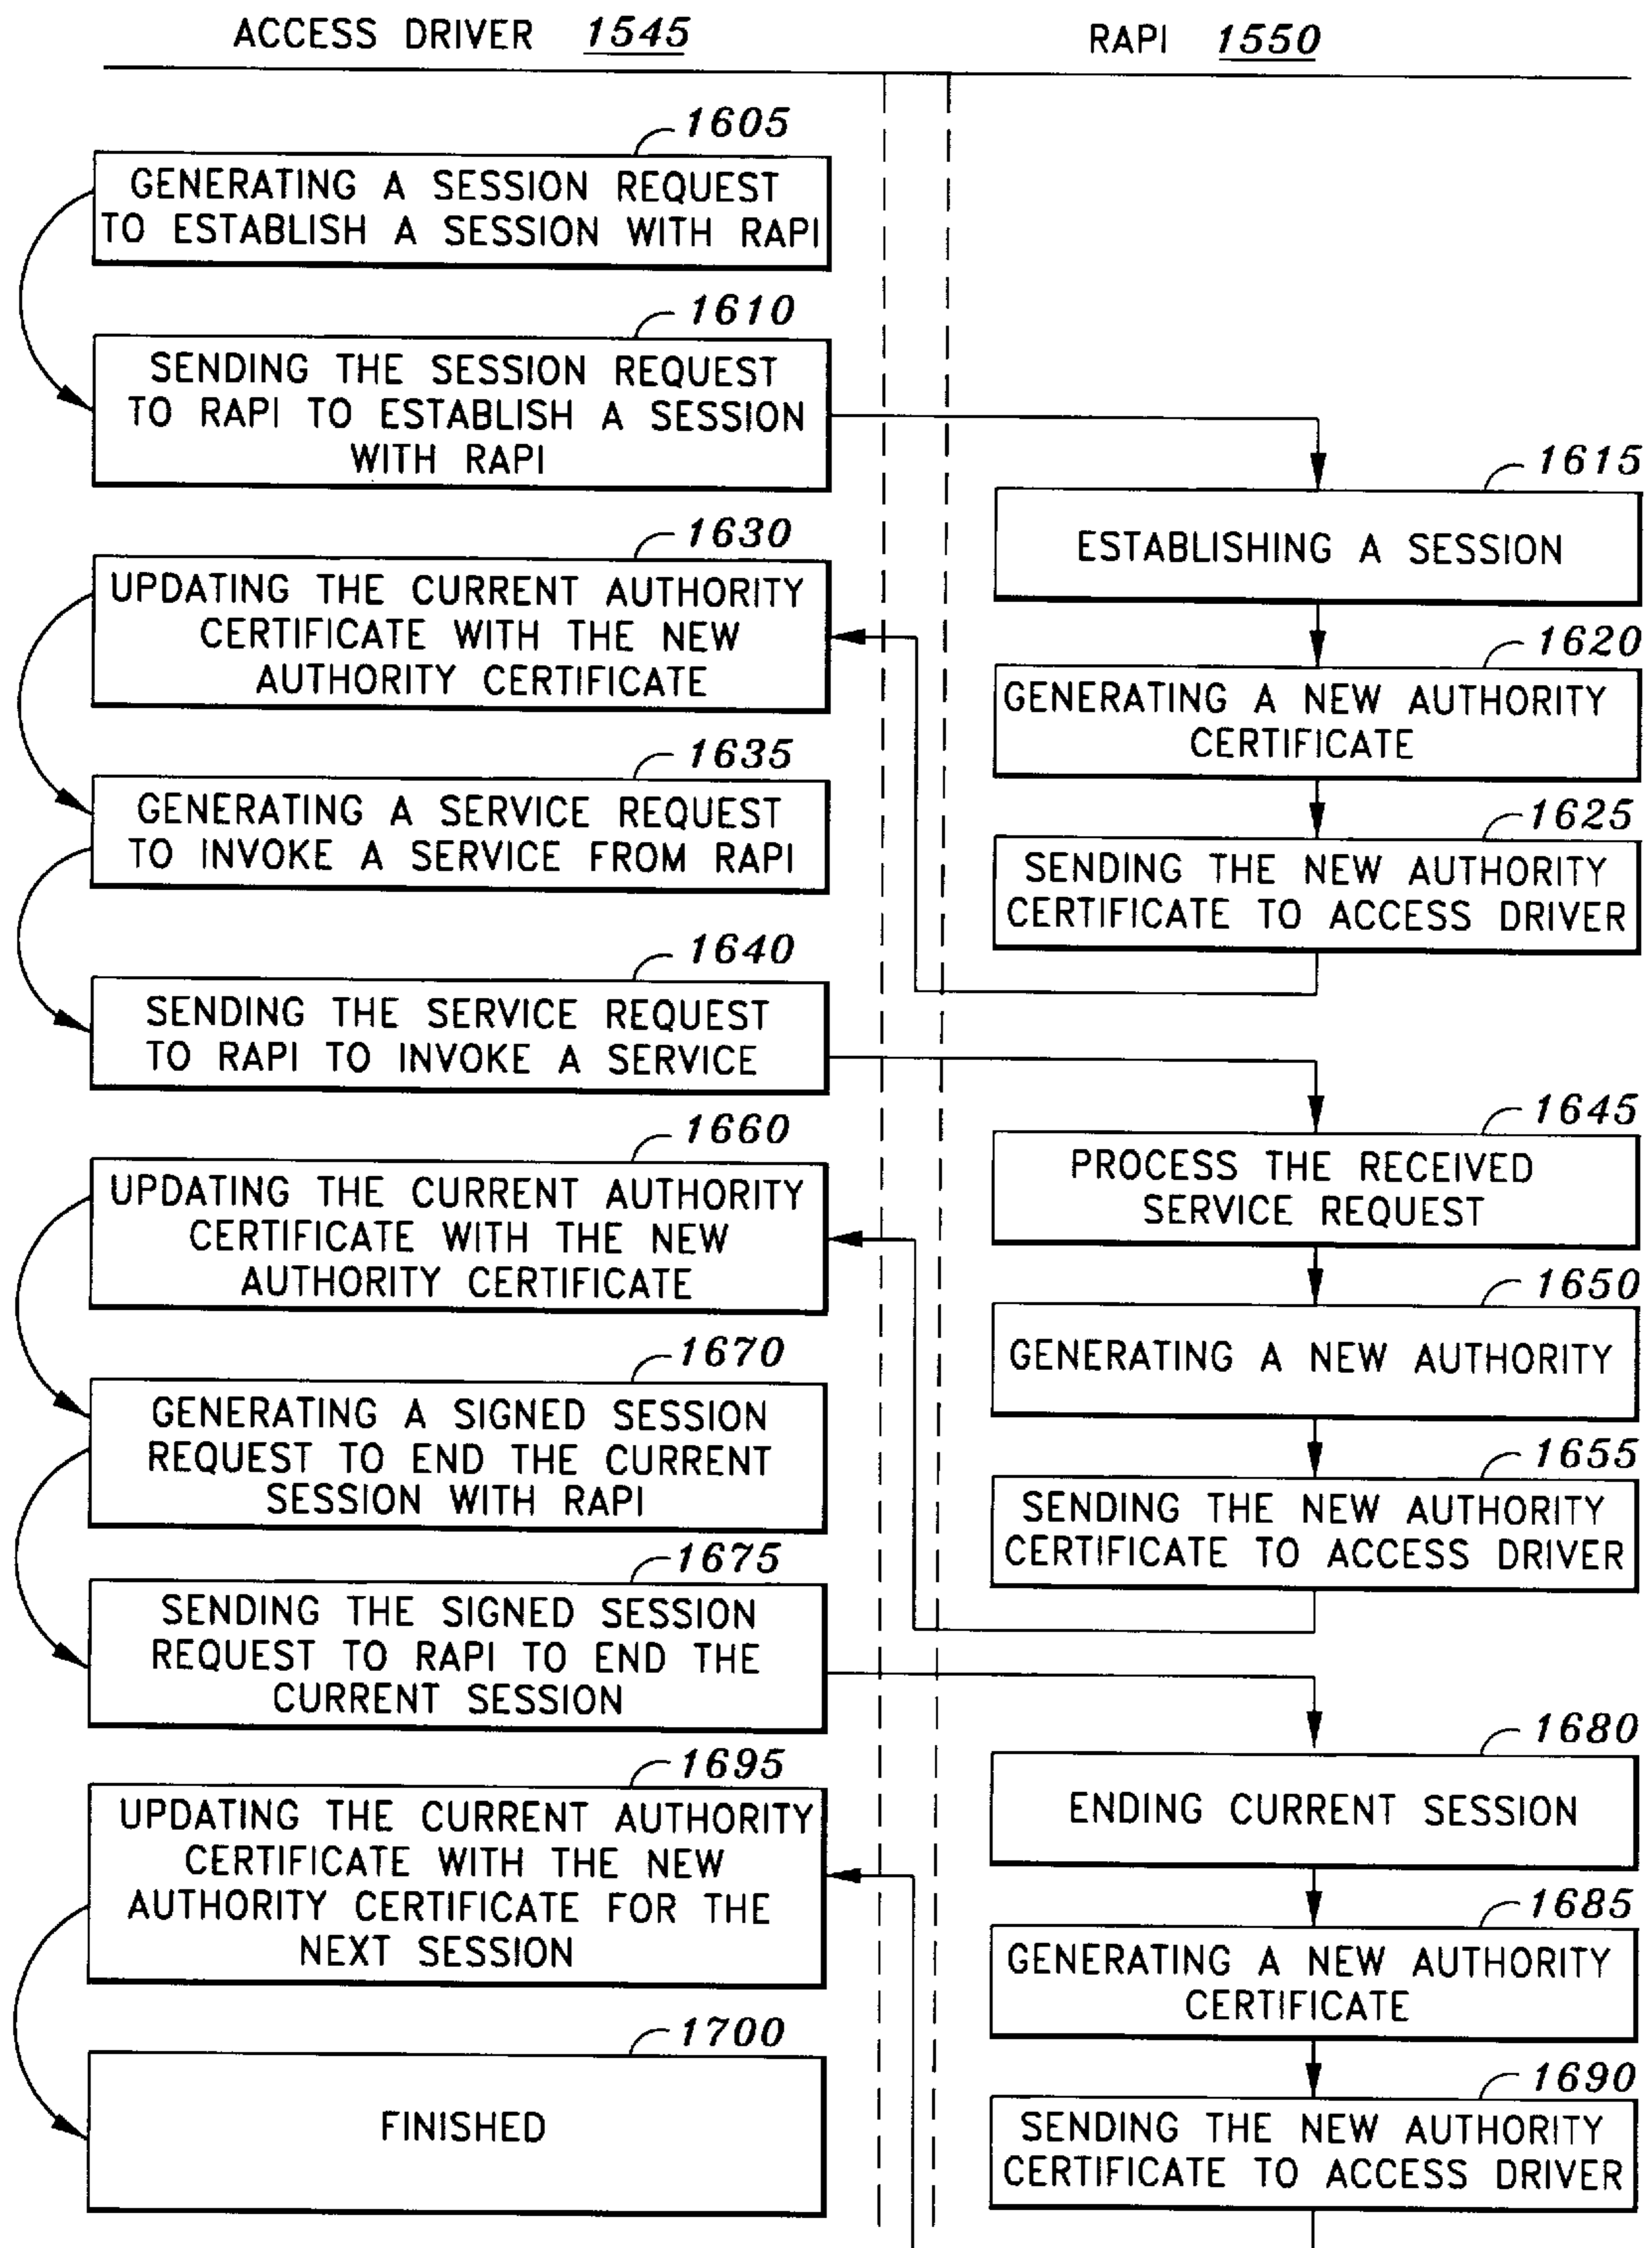 ACCESS DRIVER 1545
RAPI 1550
1605
GENERATING A SESSION REQUEST
TO ESTABLISH A SESSION WITH RAPI
1610
SENDING THE SESSION REQUEST
TO RAPI TO ESTABLISH A SESSION
WITH RAPI
1615
ESTABLISHING A SESSION
1620
GENERATING A NEW AUTHORITY
CERTIFICATE
1625
SENDING THE NEW AUTHORITY
CERTIFICATE TO ACCESS DRIVER
1630
UPDATING THE CURRENT AUTHORITY
CERTIFICATE WITH THE NEW
AUTHORITY CERTIFICATE
1635
GENERATING A SERVICE REQUEST
TO INVOKE A SERVICE FROM RAPI
1640
SENDING THE SERVICE REQUEST
TO RAPI TO INVOKE A SERVICE
1645
PROCESS THE RECEIVED
SERVICE REQUEST
1650
GENERATING A NEW AUTHORITY
1655
SENDING THE NEW AUTHORITY
CERTIFICATE TO ACCESS DRIVER
1660
UPDATING THE CURRENT AUTHORITY
CERTIFICATE WITH THE NEW
AUTHORITY CERTIFICATE
1670
GENERATING A SIGNED SESSION
REQUEST TO END THE CURRENT
SESSION WITH RAPI
1675
SENDING THE SIGNED SESSION
REQUEST TO RAPI TO END THE
CURRENT SESSION
1680
ENDING CURRENT SESSION
1685
GENERATING A NEW AUTHORITY
CERTIFICATE
1690
SENDING THE NEW AUTHORITY
CERTIFICATE TO ACCESS DRIVER
1695
UPDATING THE CURRENT AUTHORITY
CERTIFICATE WITH THE NEW
AUTHORITY CERTIFICATE FOR THE
NEXT SESSION
1700
FINISHED